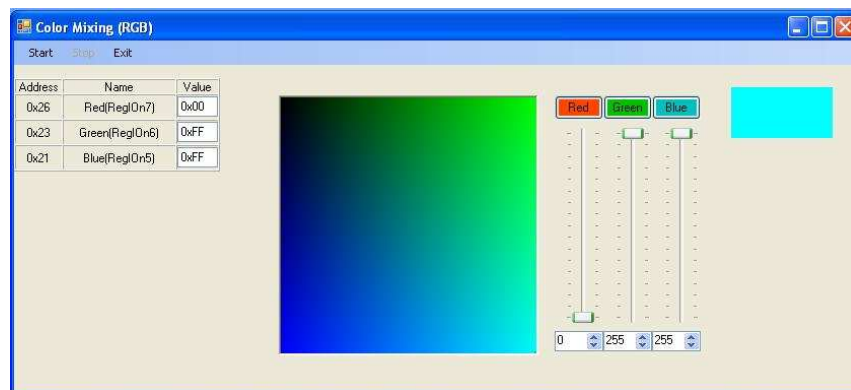 Color Mixing (RGB)
Start Stop Exit
Address Name Value
0x26 Red(RegIOn7) 0x00
0x23 Green(RegIOn6) 0xFF
0x21 Blue(RegIOn5) 0xFF
Red Green Blue
0 255 255